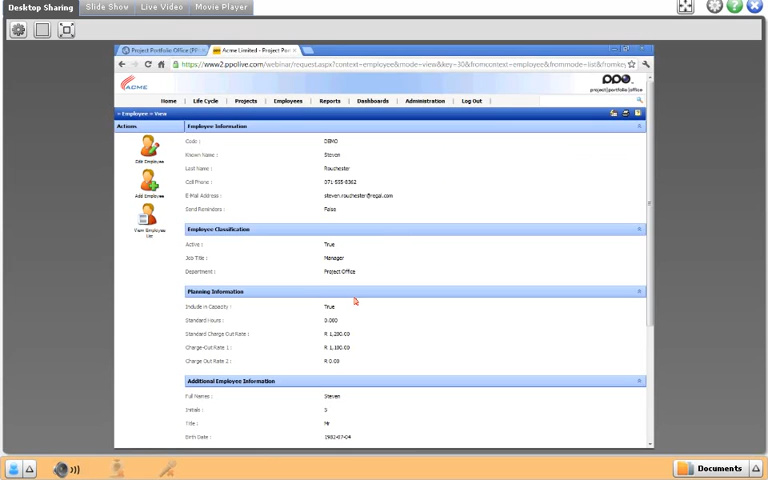 Desktop Sharing Slide Show Live Video Movie Player
Project Portfolio Office (PP Acme Limited - Project Por
https://www2.ppolive.com/webinar/request.aspx?context=employee&mode=view&key=30&fromcontext=employee&frommode=list&fromkey
ACME
ppo
project|portfolio|office
Home | Life Cycle | Projects | Employees | Reports | Dashboards | Administration | Log Out |
» Employee » View
Actions
Edit Employee
Add Employee
View Employee List
Employee Information
Code : DEMO
Known Name : Steven
Last Name : Rouchester
Cell Phone : 071-555-8362
E-Mail Address : steven.rouchester@regal.com
Send Reminders : False
Employee Classification
Active : True
Job Title : Manager
Department : Project Office
Planning Information
Include in Capacity : True
Standard Hours :
Standard Charge Out Rate : R 1,200.00
Charge-Out Rate 1 : R 1,100.00
Charge Out Rate 2 : R 0.00
Additional Employee Information
Full Names : Steven
Initials : S
Title : Mr
Birth Date : 1982-07-04
Documents